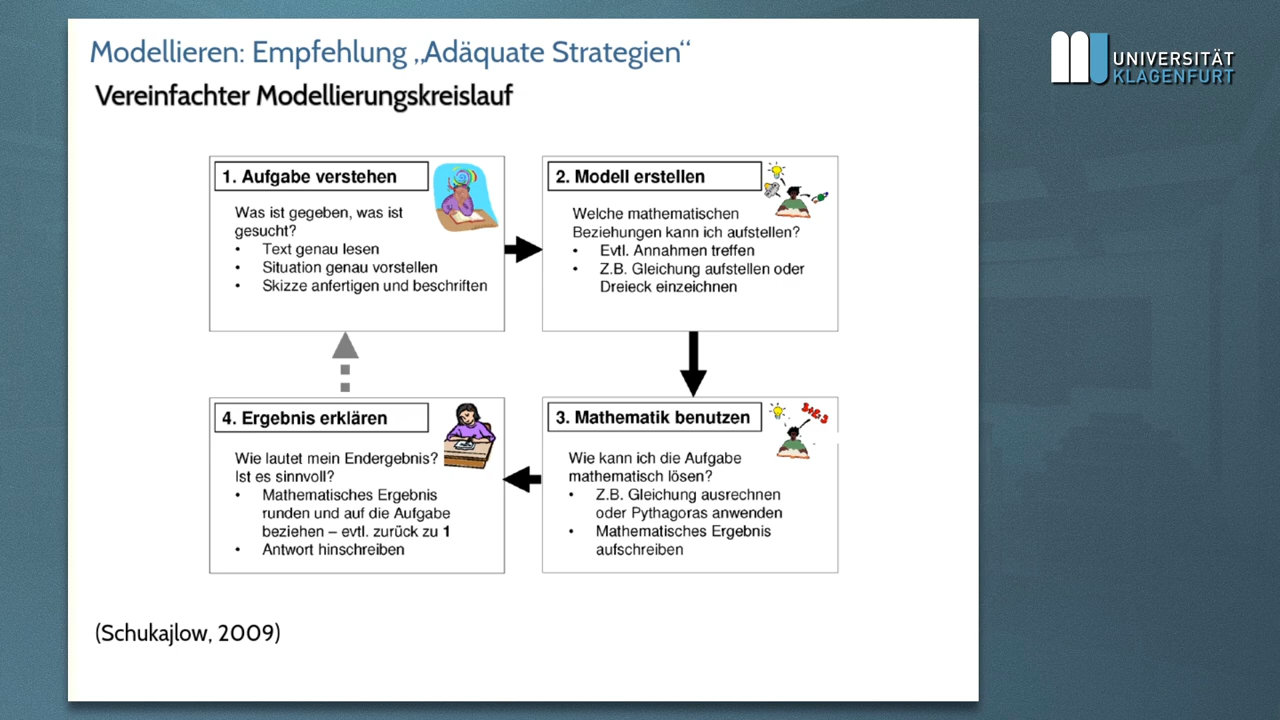 Modellieren: Empfehlung „Adäquate Strategien“
Vereinfachter Modellierungskreislauf
UNIVERSITÄT
KLAGENFURT
1. Aufgabe verstehen
Was ist gegeben, was ist
gesucht?
• Text genau lesen
• Situation genau vorstellen
• Skizze anfertigen und beschriften
2. Modell erstellen
Welche mathematischen
Beziehungen kann ich aufstellen?
• Evtl. Annahmen treffen
• Z.B. Gleichung aufstellen oder
Dreieck einzeichnen
3. Mathematik benutzen
Wie kann ich die Aufgabe
mathematisch lösen?
• Z.B. Gleichung ausrechnen
oder Pythagoras anwenden
• Mathematisches Ergebnis
aufschreiben
4. Ergebnis erklären
Wie lautet mein Endergebnis?
Ist es sinnvoll?
• Mathematisches Ergebnis
runden und auf die Aufgabe
beziehen – evtl. zurück zu 1
• Antwort hinschreiben
(Schukajlow, 2009)